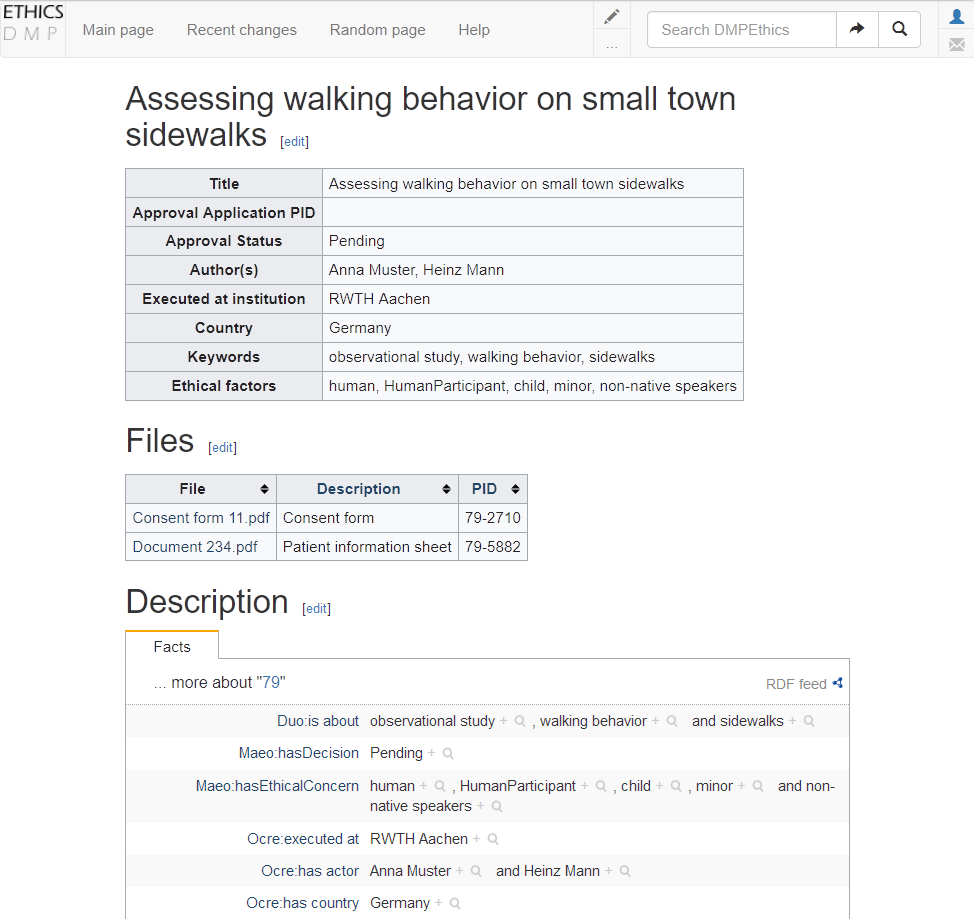 ETHICS
DMP
Main page Recent changes Random page Help
...
Search DMPEthics
Assessing walking behavior on small town
sidewalks [edit]
Title Assessing walking behavior on small town sidewalks
Approval Application PID
Approval Status Pending
Author(s) Anna Muster, Heinz Mann
Executed at institution RWTH Aachen
Country Germany
Keywords observational study, walking behavior, sidewalks
Ethical factors human, HumanParticipant, child, minor, non-native speakers
Files [edit]
File Description PID
Consent form 11.pdf Consent form 79-2710
Document 234.pdf Patient information sheet 79-5882
Description [edit]
Facts
... more about "79" RDF feed
Duo:is about observational study + , walking behavior + and sidewalks +
Maeo:hasDecision Pending +
Maeo:hasEthicalConcern human + , HumanParticipant + , child + , minor + and non-
native speakers +
Ocre:executed at RWTH Aachen +
Ocre:has actor Anna Muster + and Heinz Mann +
Ocre:has country Germany +